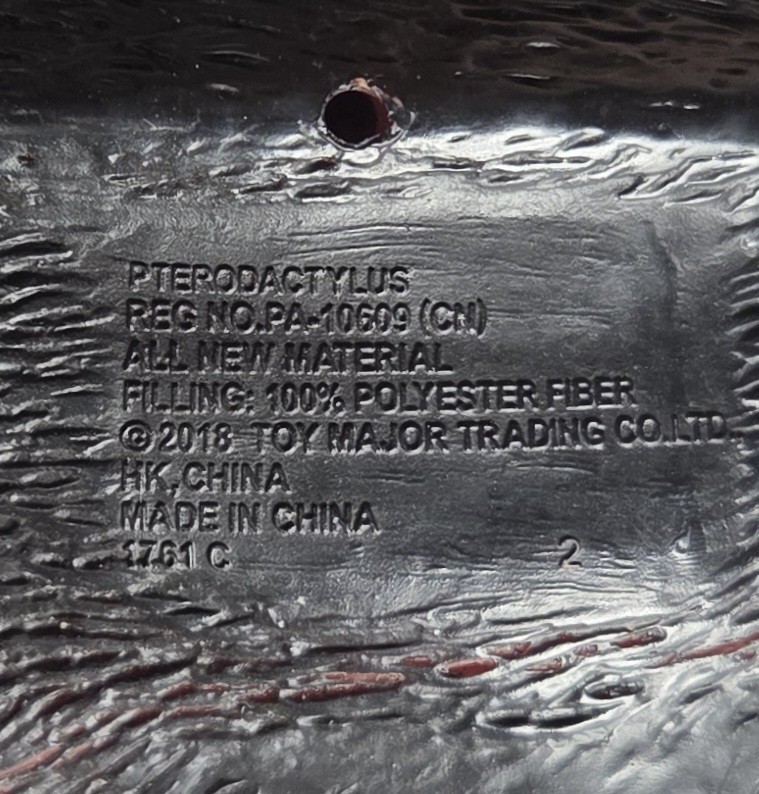 PTERODACTYLUS
REG NO.PA-10609 (CN)
ALL NEW MATERIAL
FILLING: 100% POLYESTER FIBER
©2018 TOY MAJOR TRADING CO.LTD.,
HK,CHINA
MADE IN CHINA
1761 C 2